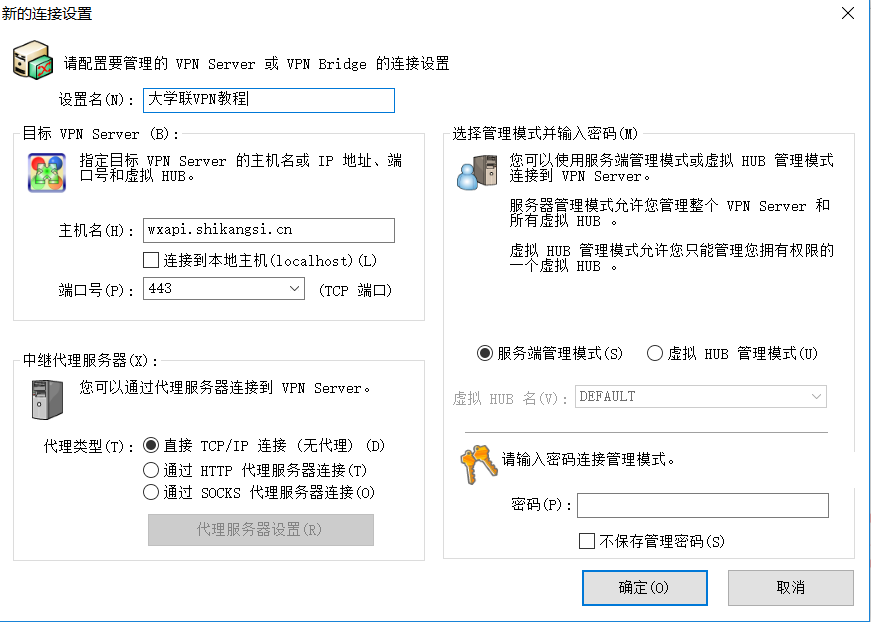 新的连接设置
请配置要管理的 VPN Server 或 VPN Bridge 的连接设置
设置名(N):
大学联VPN教程
目标 VPN Server (B):
指定目标 VPN Server 的主机名或 IP 地址、端
口号和虚拟 HUB。
主机名(H):
wxapi.shikangsi.cn
连接到本地主机(localhost)(L)
端口号(P):
443
(TCP 端口)
中继代理服务器(X):
您可以通过代理服务器连接到 VPN Server。
代理类型(T):
直接 TCP/IP 连接 (无代理) (D)
通过 HTTP 代理服务器连接(T)
通过 SOCKS 代理服务器连接(O)
代理服务器设置(R)
选择管理模式并输入密码(M)
您可以使用服务端管理模式或虚拟 HUB 管理模式
连接到 VPN Server。
服务器管理模式允许您管理整个 VPN Server 和
所有虚拟 HUB 。
虚拟 HUB 管理模式允许您只能管理您拥有权限的
一个虚拟 HUB 。
服务端管理模式(S)
虚拟 HUB 管理模式(U)
虚拟 HUB 名(V):
DEFAULT
请输入密码连接管理模式。
密码(P):
不保存管理密码(S)
确定(O)
取消